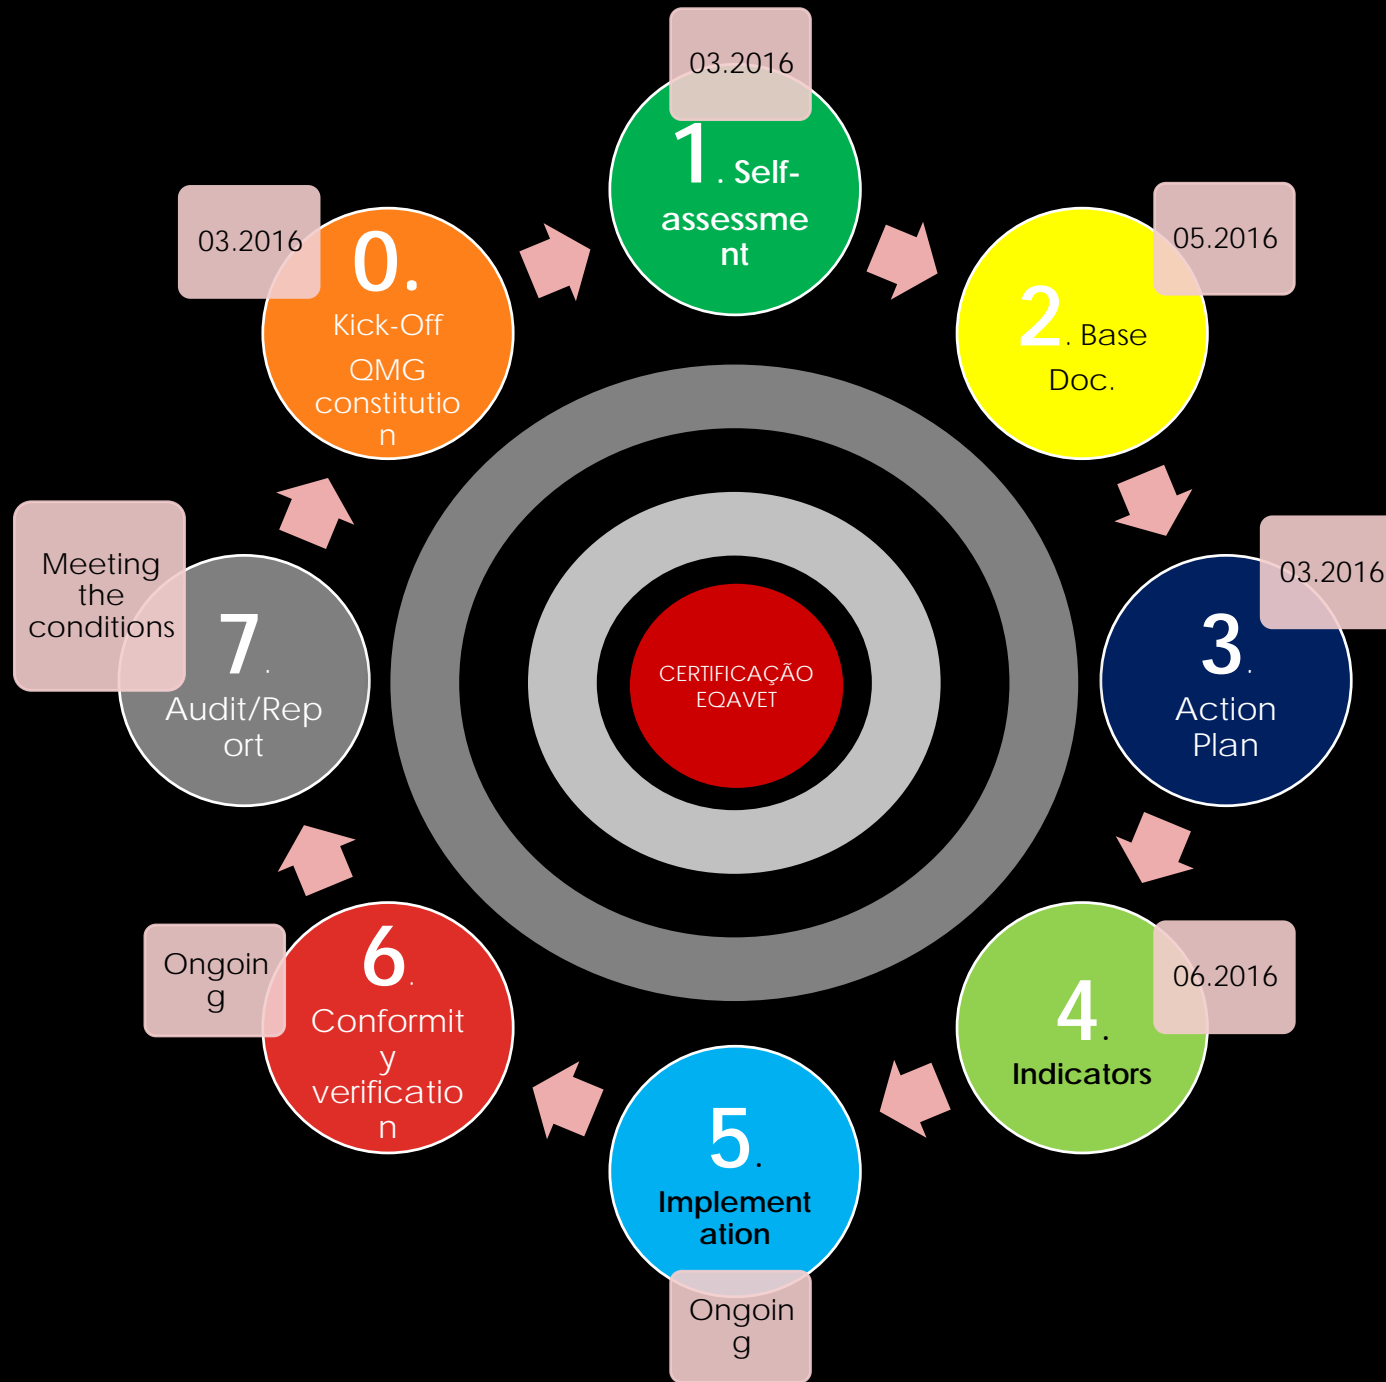 03.2016
1. Self-
assessme
nt
03.2016
0.
Kick-Off
QMG
constitutio
n
05.2016
2. Base
Doc.
03.2016
3.
Action
Plan
06.2016
4.
Indicators
5.
Implement
ation
Ongoin
g
Ongoin
g
6.
Conformit
y
verificatio
n
Meeting
the
conditions
7.
Audit/Rep
ort
CERTIFICAÇÃO
EQAVET